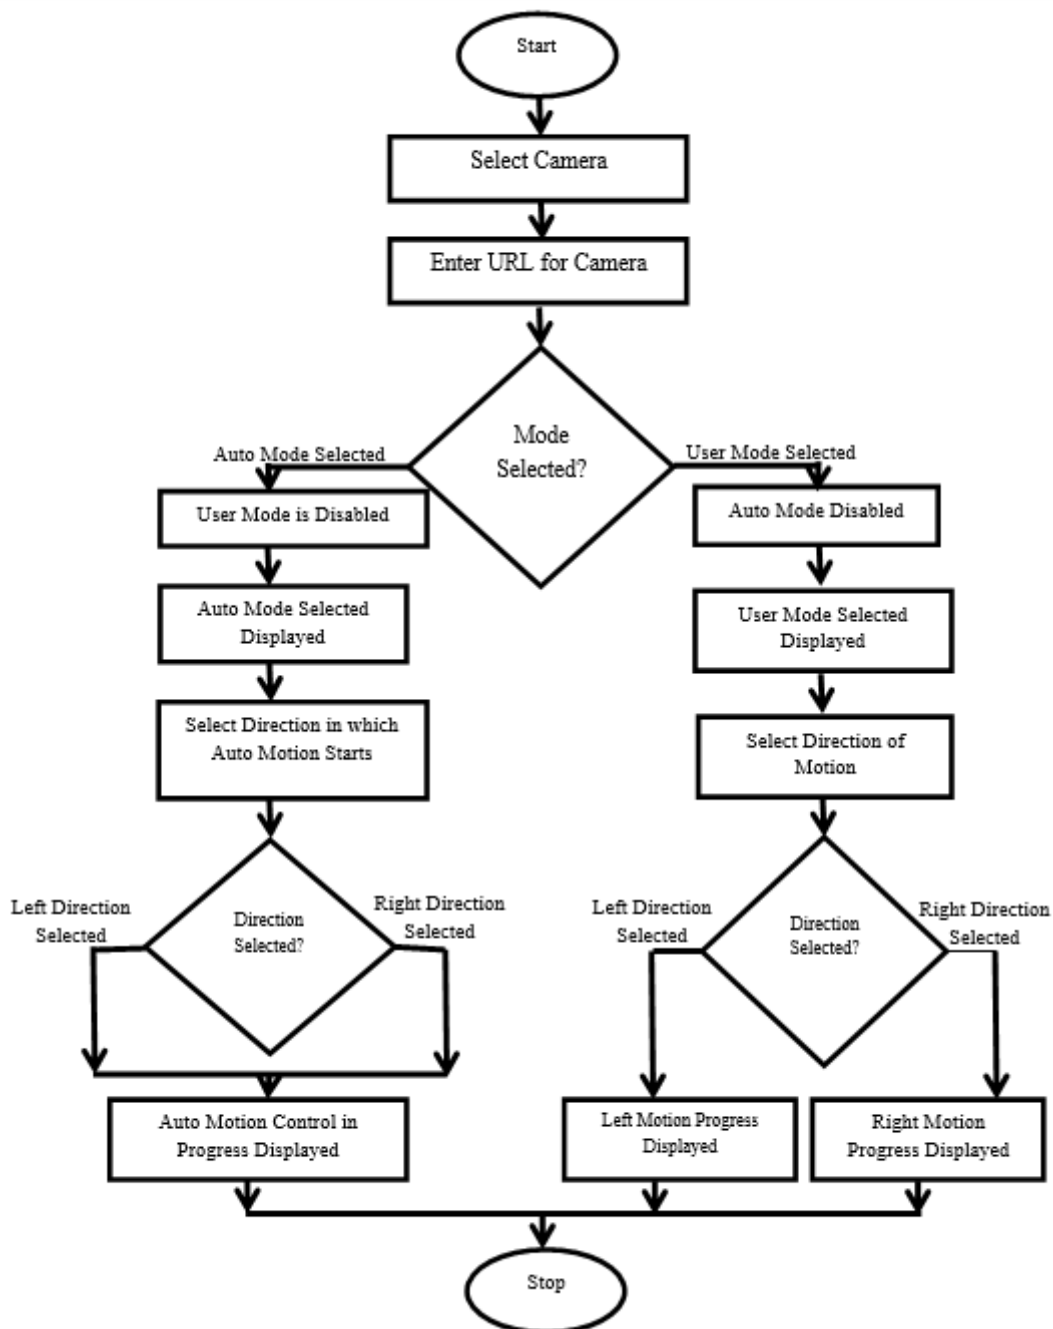 Start
Select Camera
Enter URL for Camera
Mode
Selected?
Auto Mode Selected
User Mode Selected
User Mode is Disabled
Auto Mode Disabled
Auto Mode Selected
Displayed
User Mode Selected
Displayed
Select Direction in which
Auto Motion Starts
Select Direction of
Motion
Left Direction
Selected
Direction
Selected?
Right Direction
Selected
Left Direction
Selected
Direction
Selected?
Right Direction
Selected
Auto Motion Control in
Progress Displayed
Left Motion Progress
Displayed
Right Motion
Progress Displayed
Stop